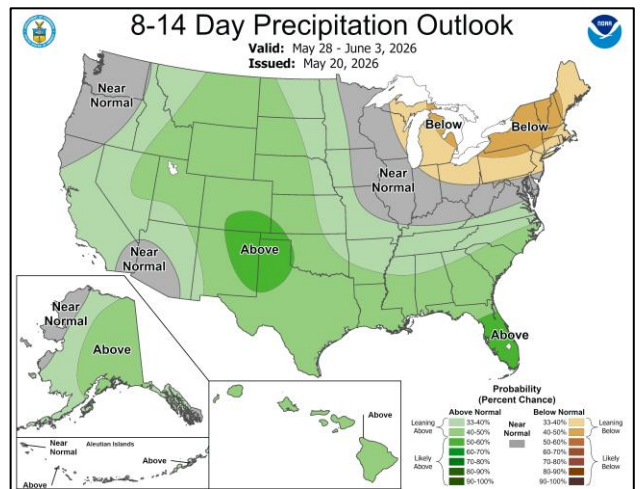 8-14 Day Precipitation Outlook
Valid: May 28 - June 3, 2026
Issued: May 20, 2026
NOAA
Near
Normal
Below
Below
Near
Normal
Above
Near
Normal
Above
Near
Normal
Above
Above
Near
Normal
Aleutian Islands
Above
Above
Probability
(Percent Chance)
Above Normal
Below Normal
Leaning
Above
33-40%
40-50%
50-60%
Likely
Above
60-70%
70-80%
80-90%
90-100%
Near
Normal
33-40%
40-50%
50-60%
60-70%
70-80%
80-90%
90-100%
Leaning
Below
Likely
Below